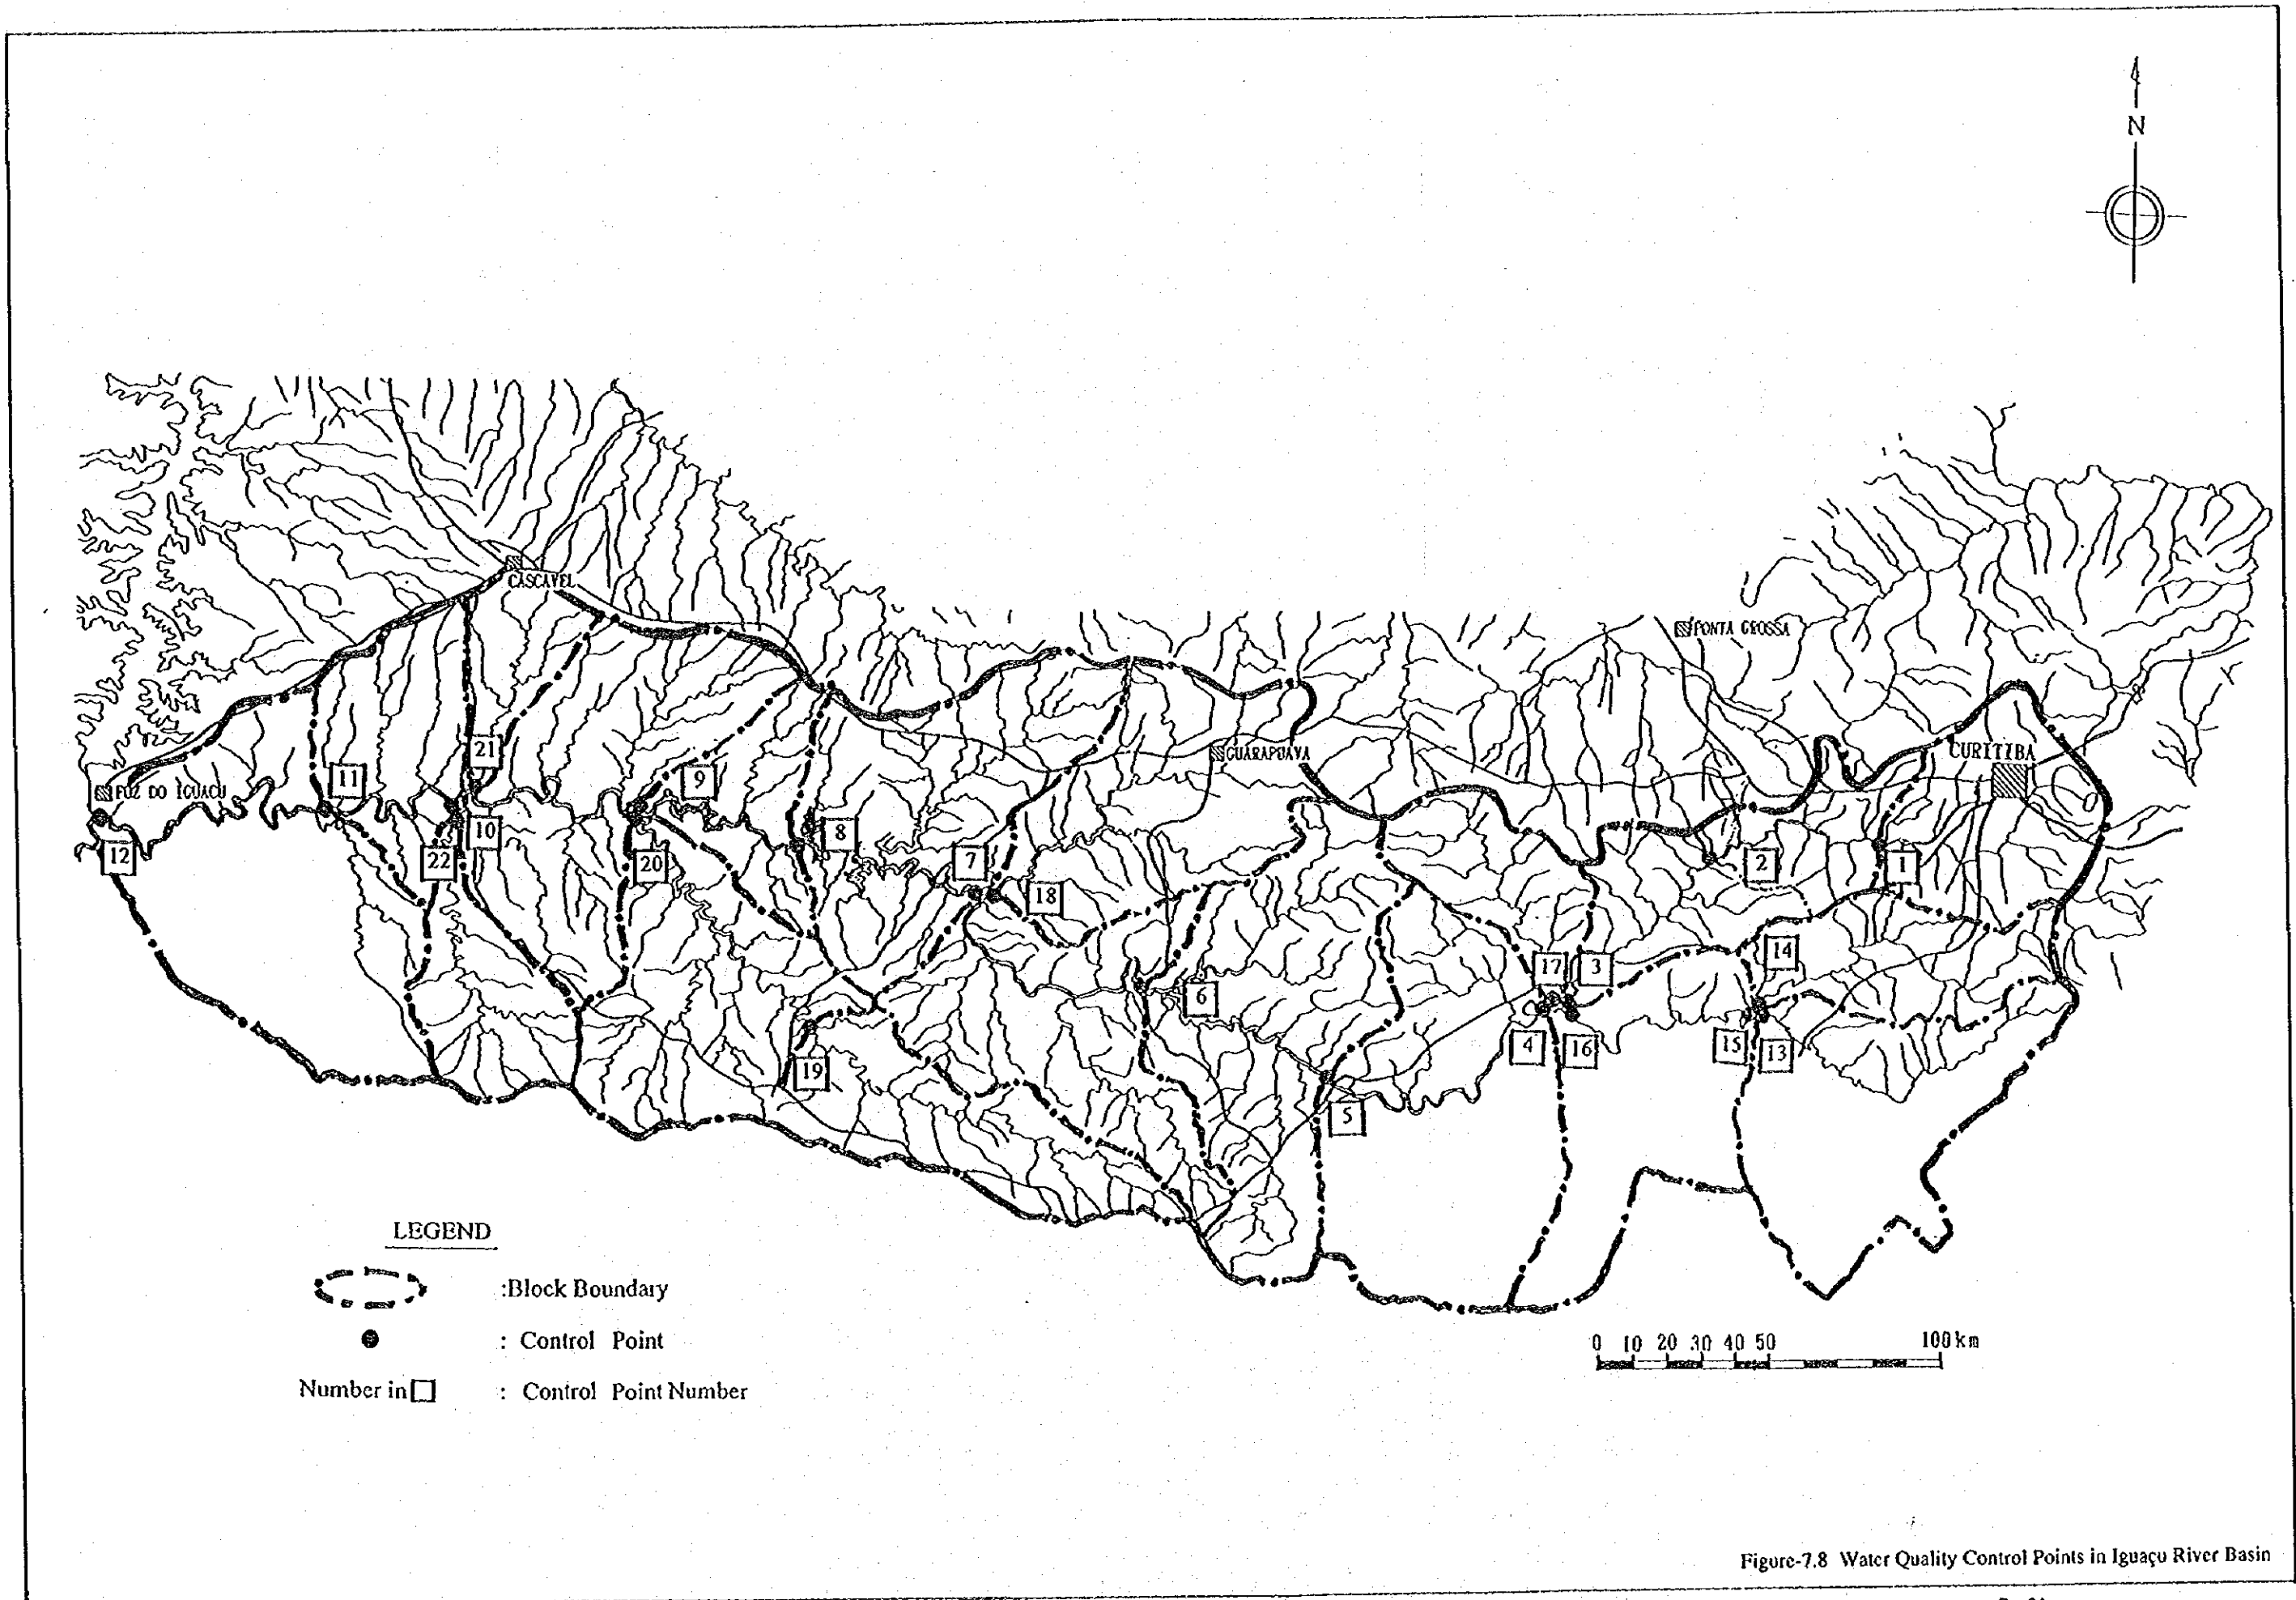 N
CASCAVEL
PONTA GROSSA
CURITIBA
GUARAPUAVA
FOZ DO IGUAÇU
21
11
9
10
8
12
22
20
7
2
1
18
14
17
3
6
4
16
15
13
19
5
LEGEND
:Block Boundary
: Control Point
Number in□ : Control Point Number
0 10 20 30 40 50 100km
Figure-7.8 Water Quality Control Points in Iguaçu River Basin